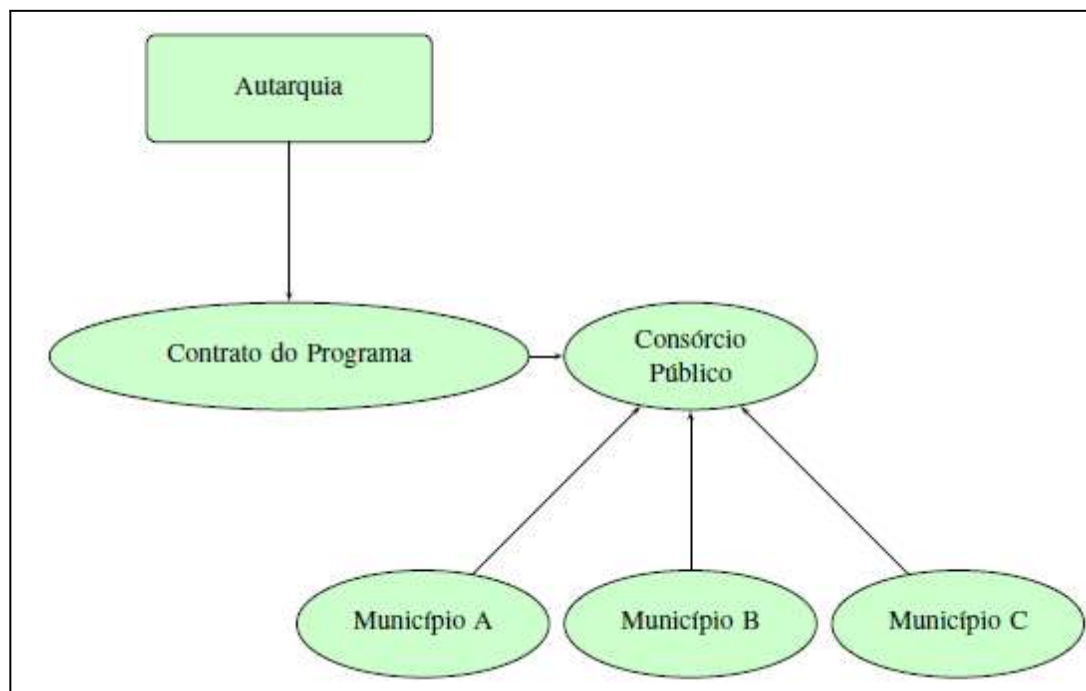 Autarquia
Contrato do Programa
Consórcio
Público
Município A
Município B
Município C